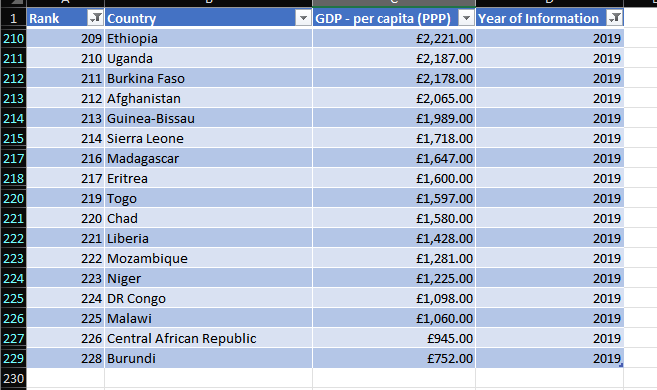 1 Rank Country GDP - per capita (PPP) Year of Information
210 209 Ethiopia £2,221.00 2019
211 210 Uganda £2,187.00 2019
212 211 Burkina Faso £2,178.00 2019
213 212 Afghanistan £2,065.00 2019
214 213 Guinea-Bissau £1,989.00 2019
215 214 Sierra Leone £1,718.00 2019
217 216 Madagascar £1,647.00 2019
218 217 Eritrea £1,600.00 2019
220 219 Togo £1,597.00 2019
221 220 Chad £1,580.00 2019
222 221 Liberia £1,428.00 2019
223 222 Mozambique £1,281.00 2019
224 223 Niger £1,225.00 2019
225 224 DR Congo £1,098.00 2019
226 225 Malawi £1,060.00 2019
227 226 Central African Republic £945.00 2019
229 228 Burundi £752.00 2019
230